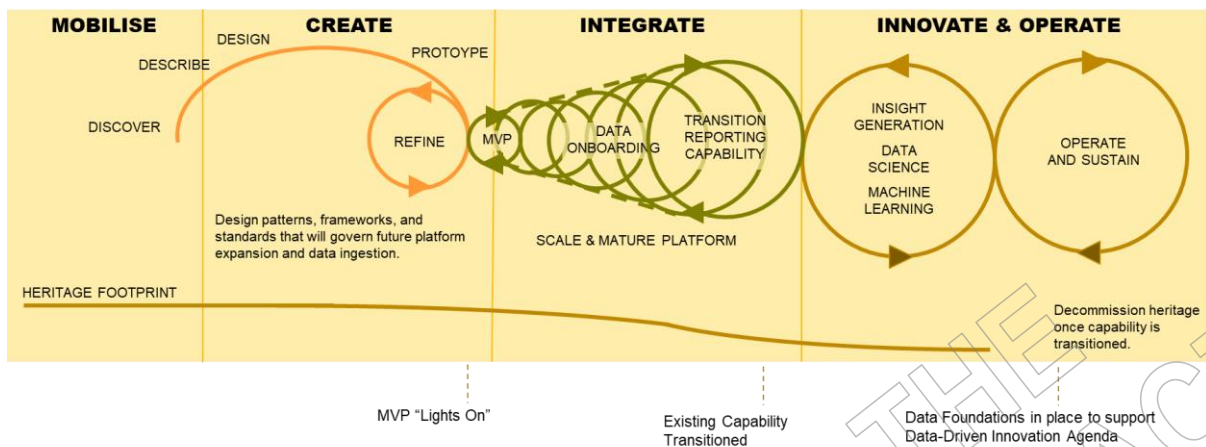 MOBILISE
CREATE
INTEGRATE
INNOVATE & OPERATE
DESIGN
PROTOYPE
DESCRIBE
DISCOVER
REFINE
MVP
DATA
ONBOARDING
TRANSITION
REPORTING
CAPABILITY
INSIGHT
GENERATION
DATA
SCIENCE
MACHINE
LEARNING
OPERATE
AND SUSTAIN
Design patterns, frameworks, and
standards that will govern future platform
expansion and data ingestion.
SCALE & MATURE PLATFORM
HERITAGE FOOTPRINT
Decommission heritage
once capability is
transitioned.
MVP “Lights On”
Existing Capability
Transitioned
Data Foundations in place to support
Data-Driven Innovation Agenda
THE